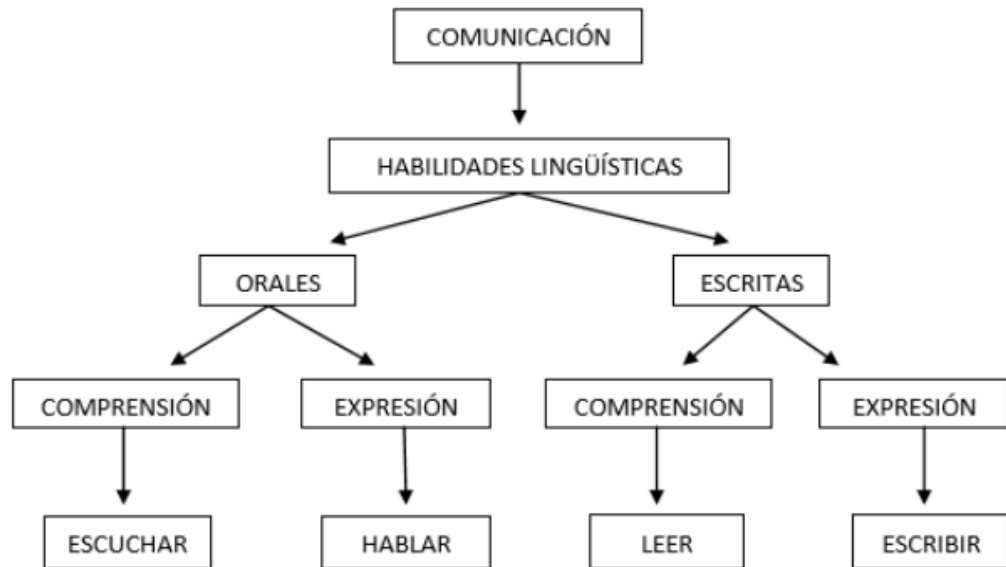 COMUNICACIÓN
HABILIDADES LINGÜÍSTICAS
ORALES
ESCRITAS
COMPRENSIÓN
EXPRESIÓN
COMPRENSIÓN
EXPRESIÓN
ESCUCHAR
HABLAR
LEER
ESCRIBIR